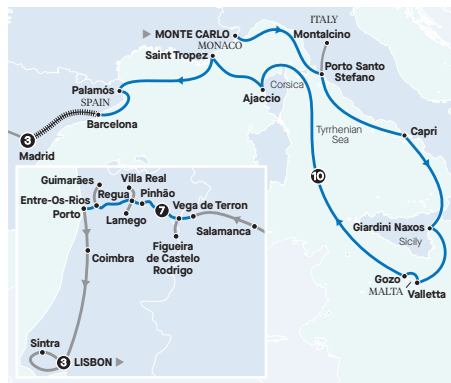 ITALY
▶ MONTE CARLO
MONACO
Montalcino
Saint Tropez
Porto Santo
Stefano
Palamós
SPAIN
Corsica
Ajaccio
Barcelona
Tyrrhenian
Sea
Capri
3
Madrid
10
Guimarães
Villa Real
Regua
Pinhão
Entre-Os-Rios
Porto
Lamego
7
Vega de Terron
Salamanca
Giardini Naxos
Sicily
Figueira
de Castelo
Rodrigo
Coimbra
Gozo
MALTA
Valletta
Sintra
3 LISBON ▶